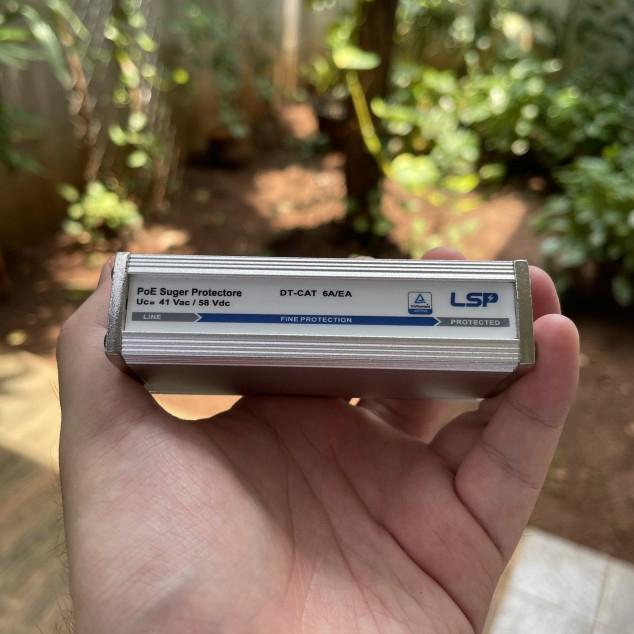 PoE Suger Protectore
Uc= 41 Vac / 58 Vdc
DT-CAT 6A/EA
LSP
LINE
FINE PROTECTION
PROTECTED